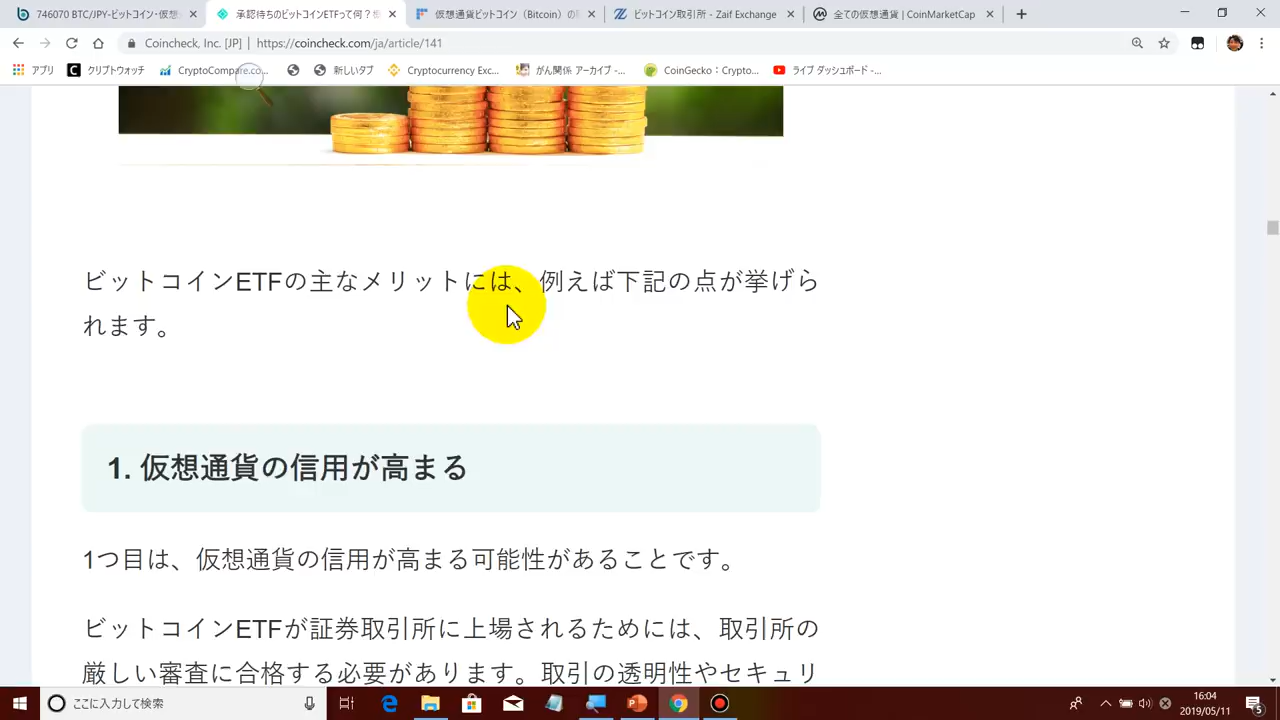 746070 BTC/JPY-ビットコイン・仮想
承認待ちのビットコインETFって何？概
仮想通貨ビットコイン（Bitcoin）の
ビットコイン取引所 - Zaif Exchange
全ての仮想通貨 | CoinMarketCap
Coincheck, Inc. [JP] | https://coincheck.com/ja/article/141
アプリ
クリプトウォッチ
CryptoCompare.co...
新しいタブ
Cryptocurrency Exc...
がん関係 アーカイブ -...
CoinGecko：Crypto...
ライブ ダッシュボード -...
ビットコインETFの主なメリットには、例えば下記の点が挙げら
れます。
1. 仮想通貨の信用が高まる
1つ目は、仮想通貨の信用が高まる可能性があることです。
ビットコインETFが証券取引所に上場されるためには、取引所の
厳しい審査に合格する必要があります。取引の透明性やセキュリ
ここに入力して検索
16:04
2019/05/11
5